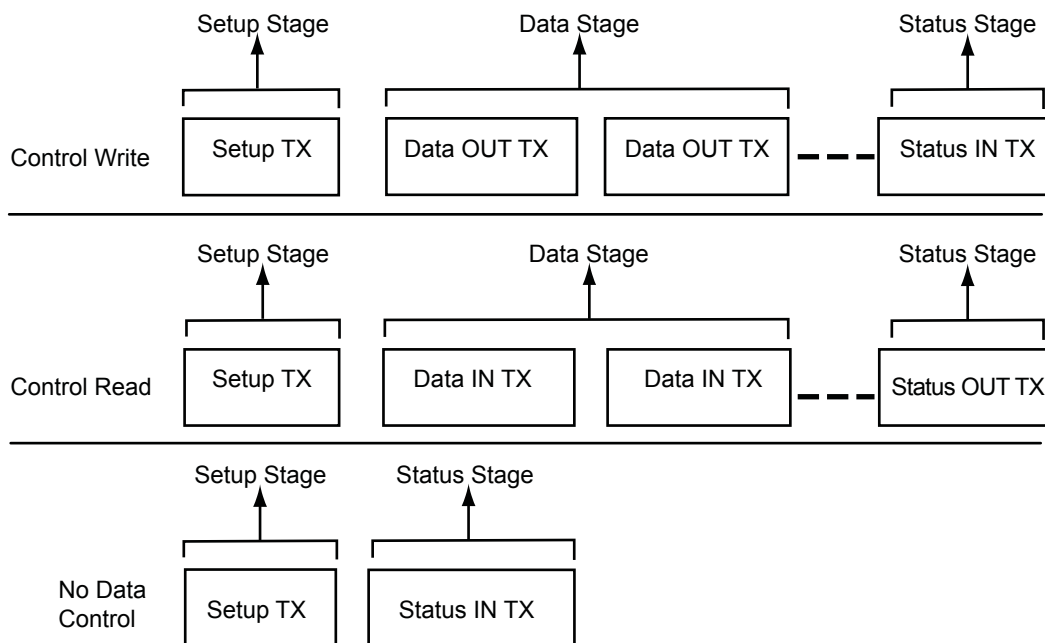 Setup Stage
Data Stage
Status Stage
Control Write
Setup TX
Data OUT TX
Data OUT TX
Status IN TX
Setup Stage
Data Stage
Status Stage
Control Read
Setup TX
Data IN TX
Data IN TX
Status OUT TX
Setup Stage
Status Stage
No Data
Control
Setup TX
Status IN TX